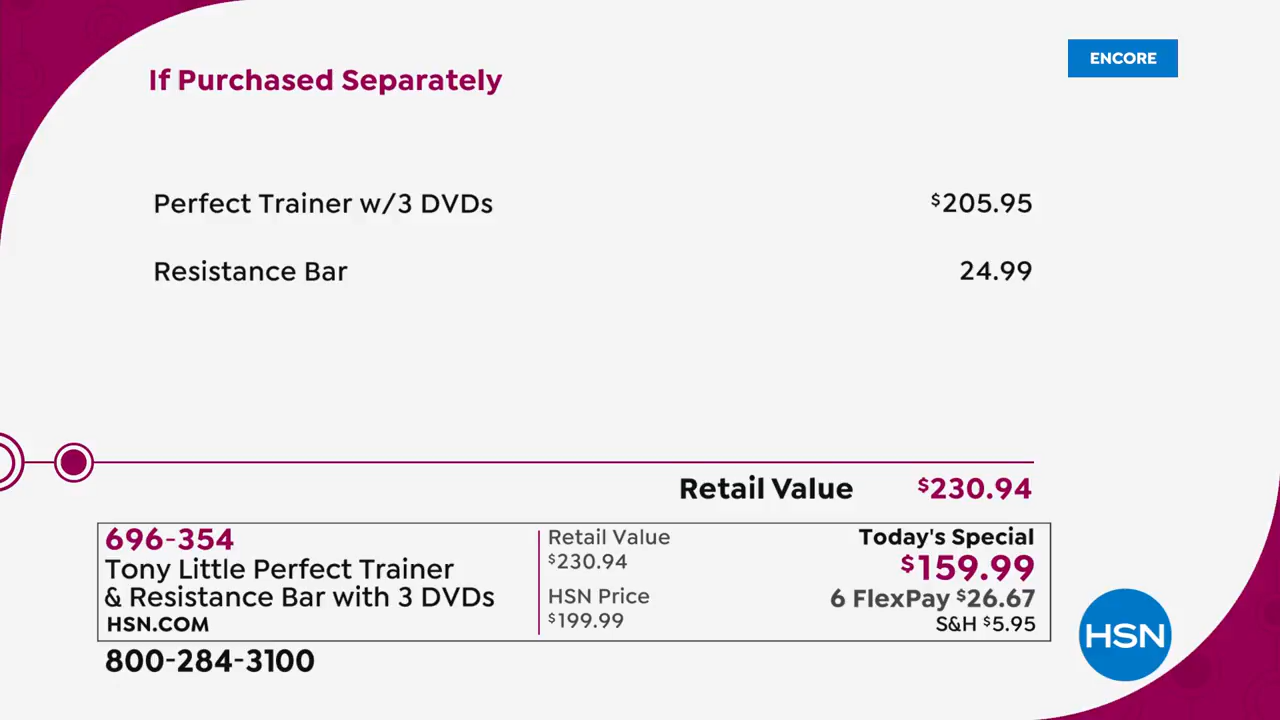 If Purchased Separately
ENCORE
Perfect Trainer w/3 DVDs $205.95
Resistance Bar 24.99
Retail Value $230.94
696-354
Tony Little Perfect Trainer
& Resistance Bar with 3 DVDs
HSN.COM
Retail Value
$230.94
HSN Price
$199.99
Today's Special
$159.99
6 FlexPay $26.67
S&H $5.95
800-284-3100
HSN